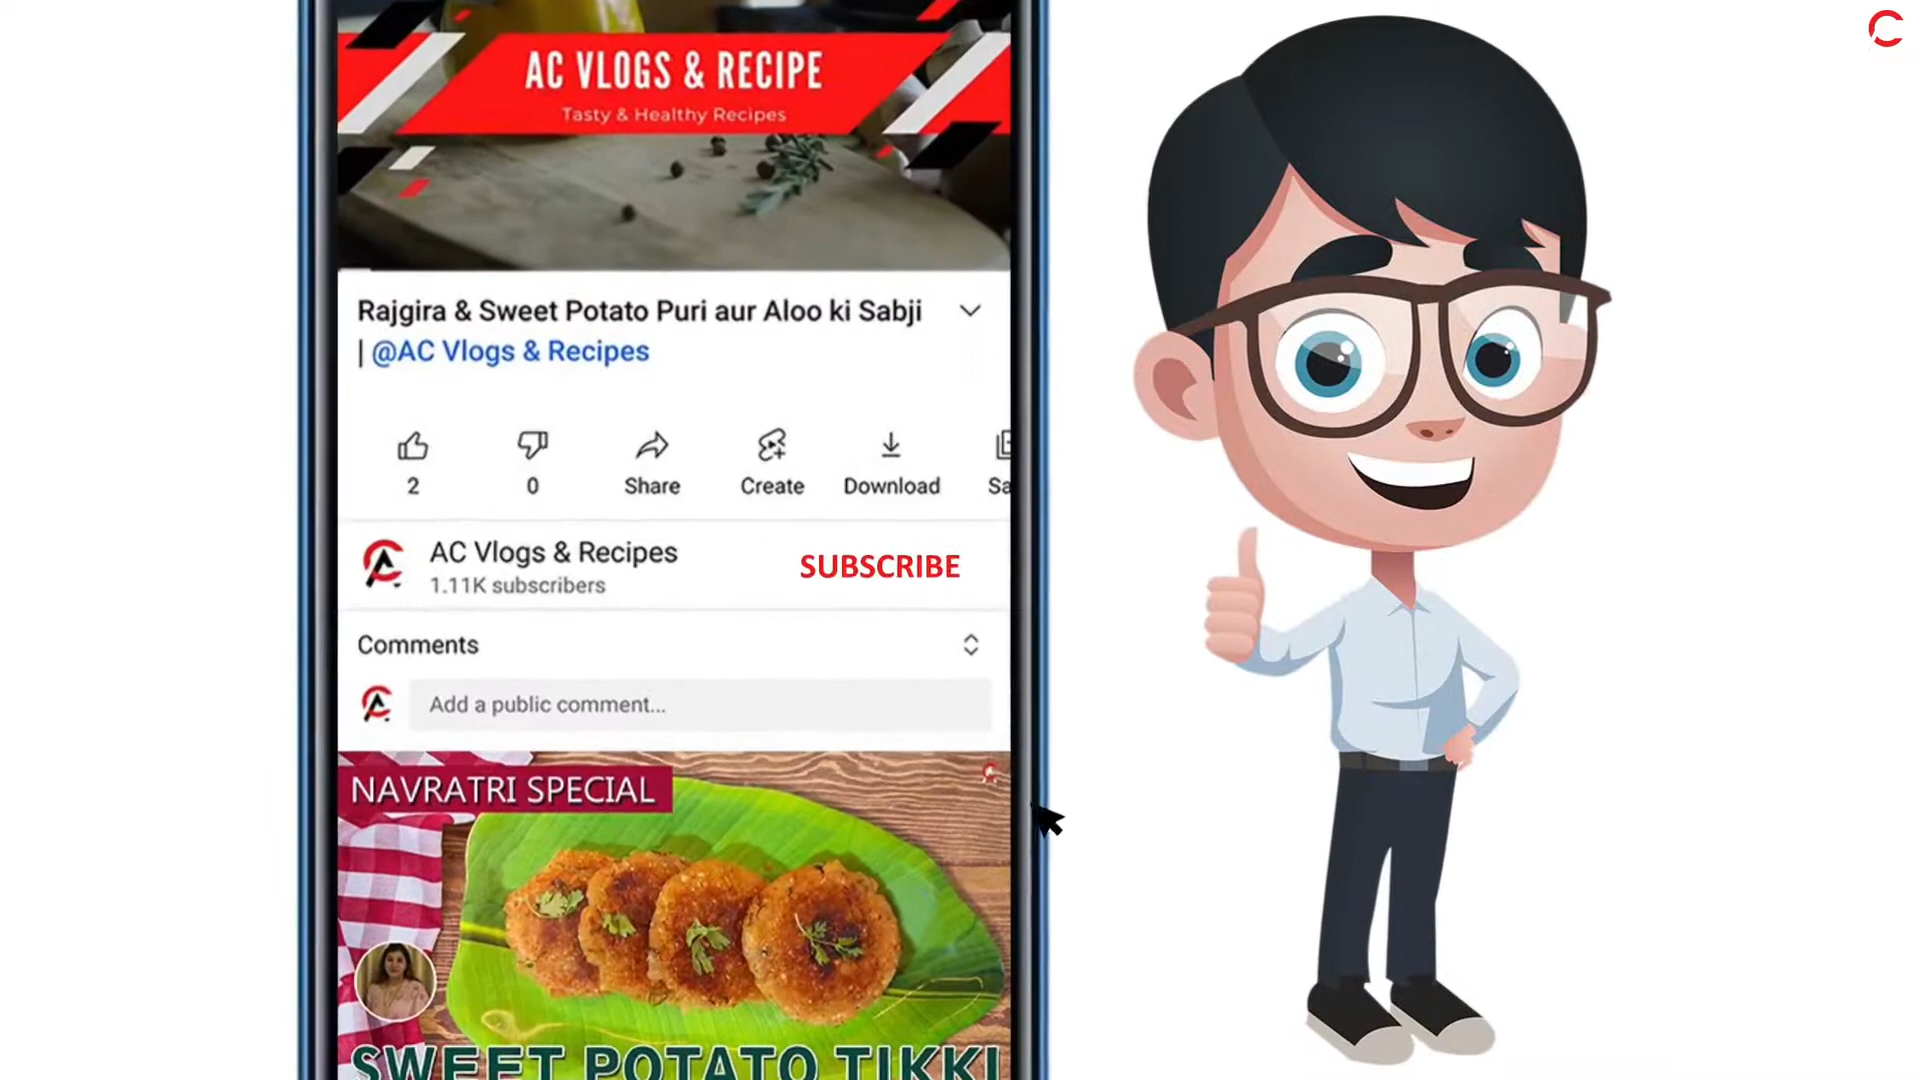 AC VLOGS & RECIPE
Tasty & Healthy Recipes
Rajgira & Sweet Potato Puri aur Aloo ki Sabji
| @AC Vlogs & Recipes
2
0
Share
Create
Download
Sa
AC Vlogs & Recipes
1.11K subscribers
SUBSCRIBE
Comments
Add a public comment...
NAVRATRI SPECIAL
SWEET POTATO TIKKI